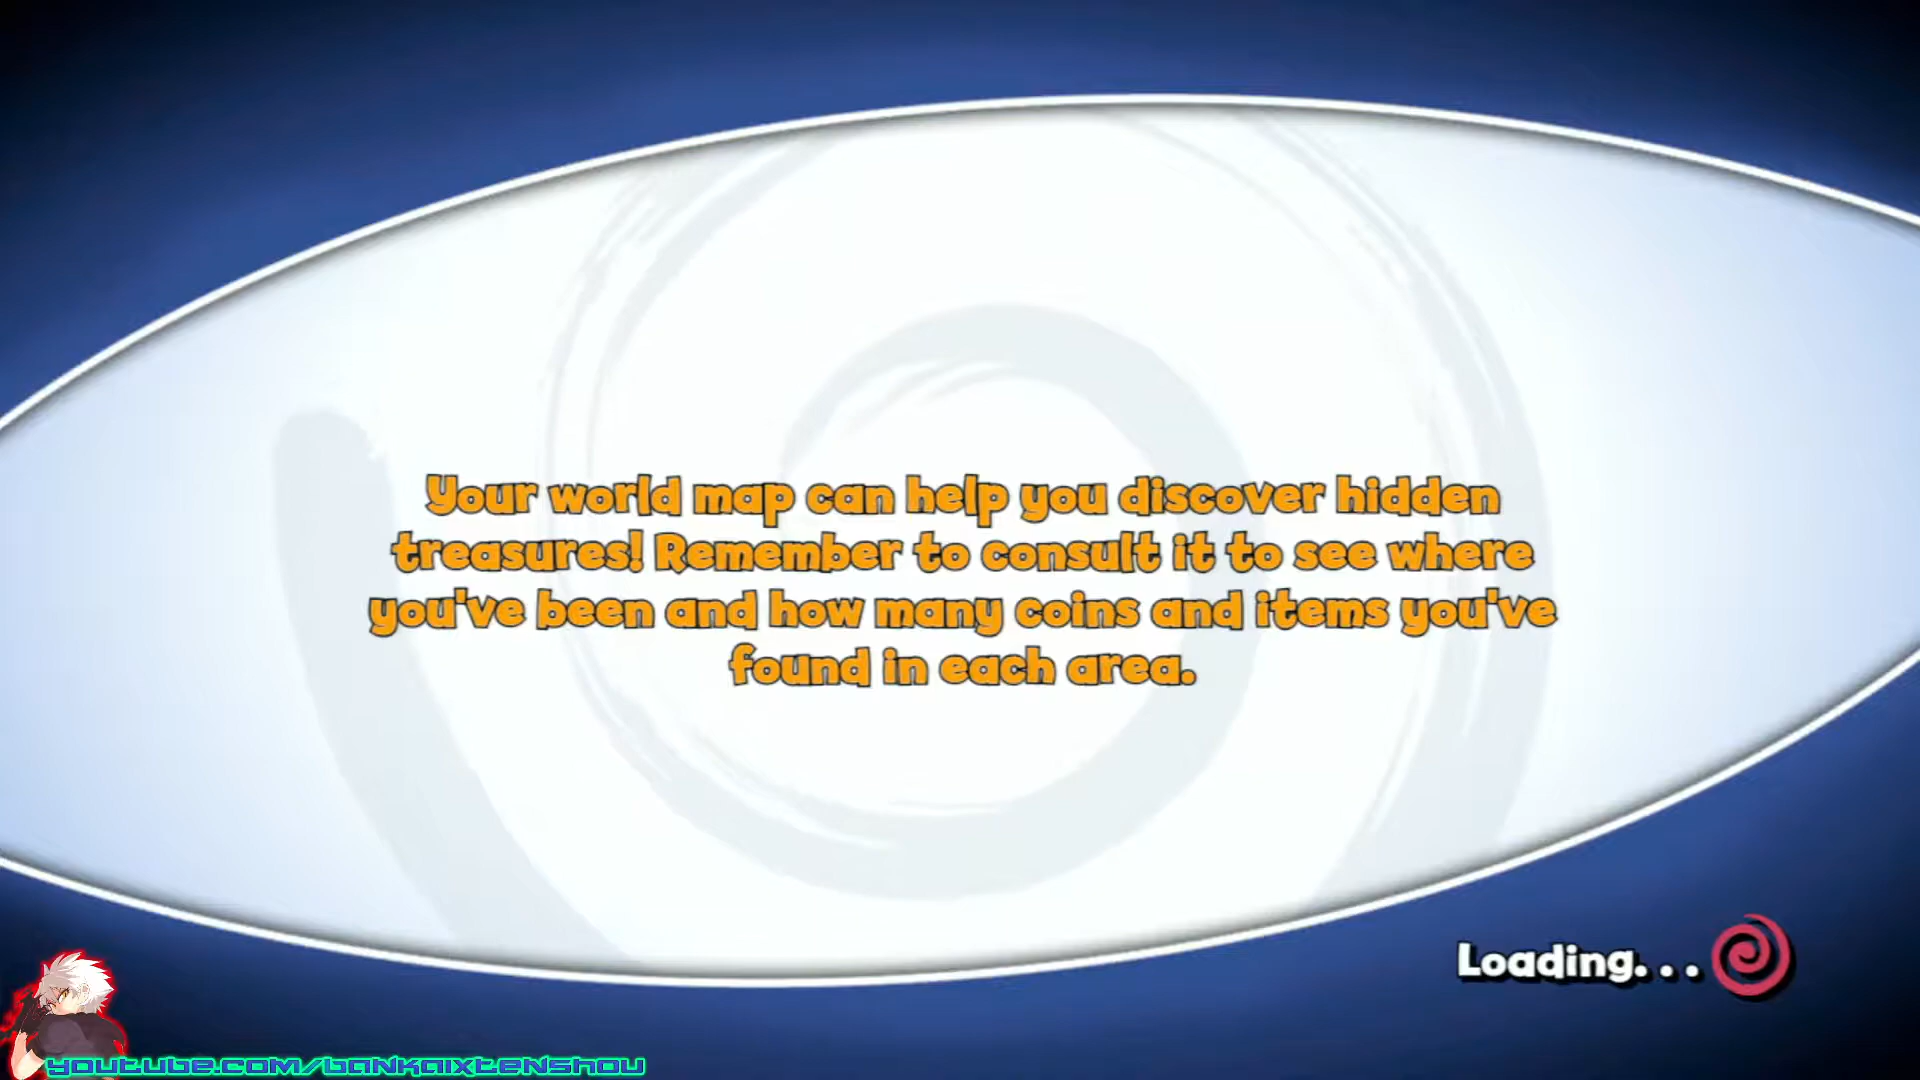 Your world map can help you discover hidden
treasures! Remember to consult it to see where
you've been and how many coins and items you've
found in each area.
Loading...
youtube.com/bankaixtenshou